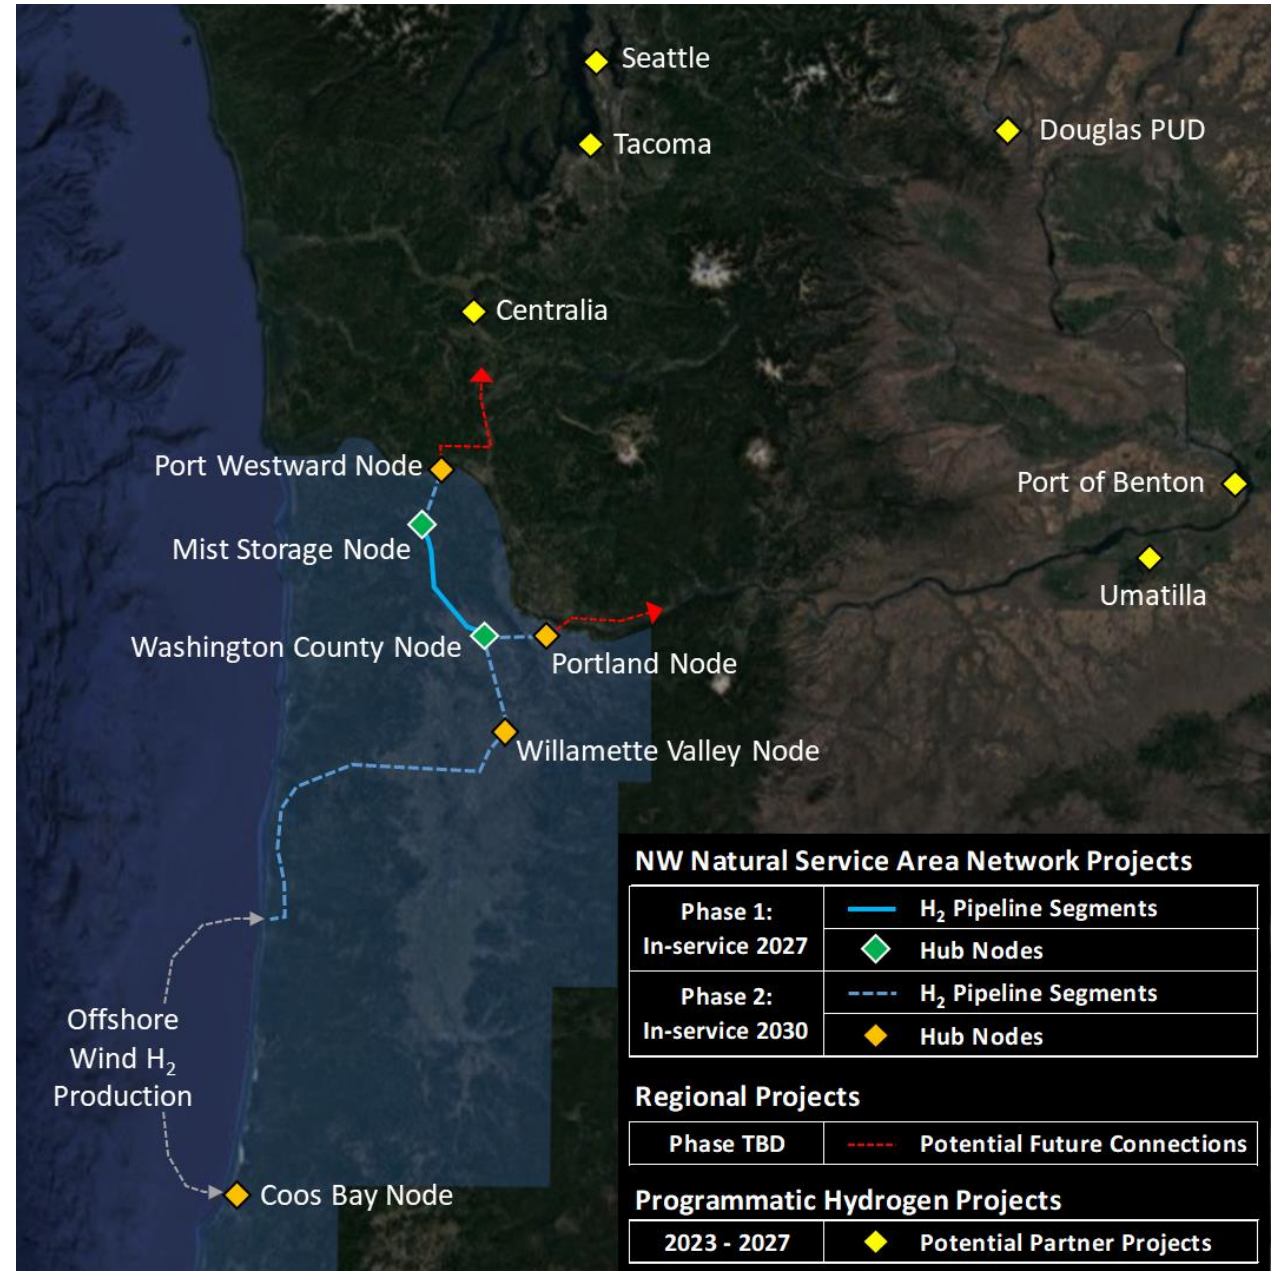 Seattle
Tacoma
Douglas PUD
Centralia
Port Westward Node
Port of Benton
Mist Storage Node
Umatilla
Washington County Node
Portland Node
Willamette Valley Node
Offshore
Wind H₂
Production
Coos Bay Node
NW Natural Service Area Network Projects
Phase 1:
In-service 2027
H₂ Pipeline Segments
Hub Nodes
Phase 2:
In-service 2030
H₂ Pipeline Segments
Hub Nodes
Regional Projects
Phase TBD
Potential Future Connections
Programmatic Hydrogen Projects
2023 - 2027
Potential Partner Projects